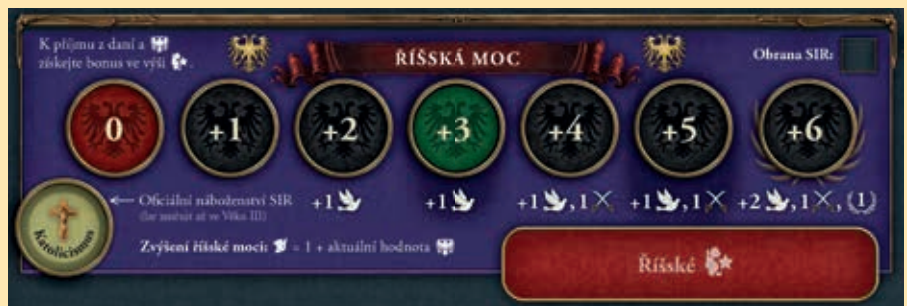 K příjmu z daní a
získejte bonus ve výši
ŘÍŠSKÁ MOC
Obrana SIR:
0 +1 +2 +3 +4 +5 +6
Oficiální náboženství SIR
(lze změnit až ve Věku III)
+1 +1 +1 , 1 +1 , 1 +2 , 1 , (1)
Katolicismus
Zvýšení říšské moci: = 1 + aktuální hodnota
Říšské